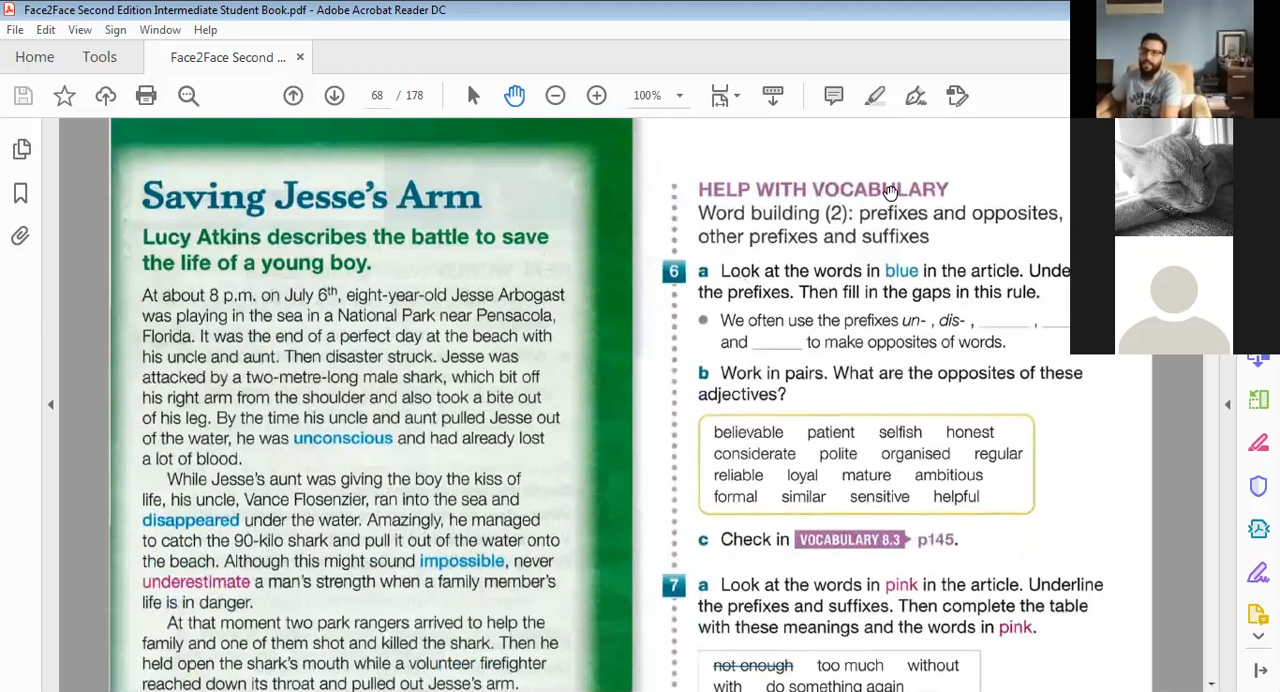 Face2Face Second Edition Intermediate Student Book.pdf - Adobe Acrobat Reader DC
File Edit View Sign Window Help
Home Tools Face2Face Second ... ×
68 / 178 100%
Saving Jesse's Arm
Lucy Atkins describes the battle to save
the life of a young boy.
At about 8 p.m. on July 6th, eight-year-old Jesse Arbogast
was playing in the sea in a National Park near Pensacola,
Florida. It was the end of a perfect day at the beach with
his uncle and aunt. Then disaster struck. Jesse was
attacked by a two-metre-long male shark, which bit off
his right arm from the shoulder and also took a bite out
of his leg. By the time his uncle and aunt pulled Jesse out
of the water, he was unconscious and had already lost
a lot of blood.
While Jesse's aunt was giving the boy the kiss of
life, his uncle, Vance Flosenzier, ran into the sea and
disappeared under the water. Amazingly, he managed
to catch the 90-kilo shark and pull it out of the water onto
the beach. Although this might sound impossible, never
underestimate a man's strength when a family member's
life is in danger.
At that moment two park rangers arrived to help the
family and one of them shot and killed the shark. Then he
held open the shark's mouth while a volunteer firefighter
reached down its throat and pulled out Jesse's arm.
HELP WITH VOCABULARY
Word building (2): prefixes and opposites,
other prefixes and suffixes
6 a Look at the words in blue in the article. Unde
the prefixes. Then fill in the gaps in this rule.
● We often use the prefixes un- , dis- , ______ , ___
and ______ to make opposites of words.
b Work in pairs. What are the opposites of these
adjectives?
believable patient selfish honest
considerate polite organised regular
reliable loyal mature ambitious
formal similar sensitive helpful
c Check in VOCABULARY 8.3 p145.
7 a Look at the words in pink in the article. Underline
the prefixes and suffixes. Then complete the table
with these meanings and the words in pink.
not enough too much without
with do something again